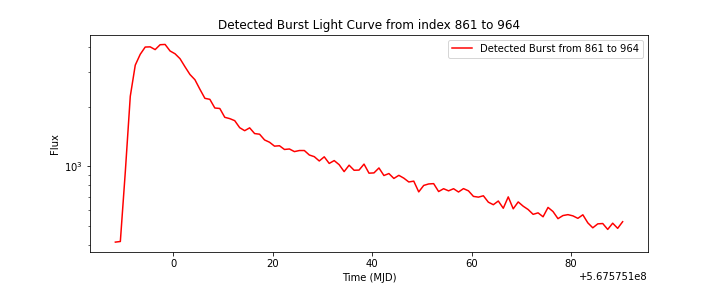 Detected Burst Light Curve from index 861 to 964
Detected Burst from 861 to 964
Flux
10³
0 20 40 60 80
Time (MJD)
+5.675751e8